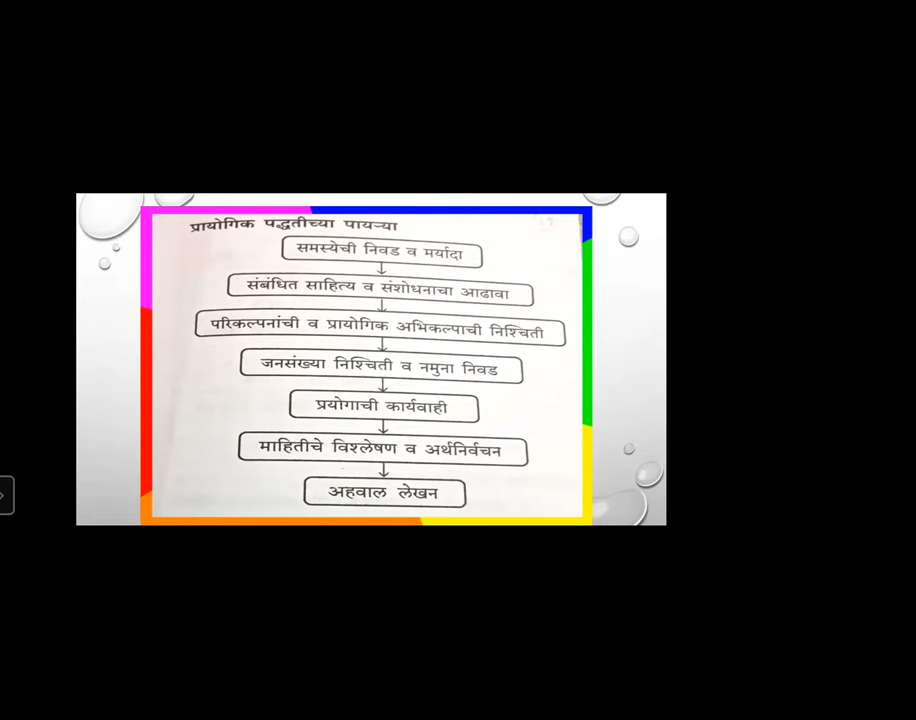 प्रायोगिक पद्धतीच्या पायऱ्या
समस्येची निवड व मर्यादा
संबंधित साहित्य व संशोधनाचा आढावा
परिकल्पनांची व प्रायोगिक अभिकल्पाची निश्चिती
जनसंख्या निश्चिती व नमुना निवड
प्रयोगाची कार्यवाही
माहितीचे विश्लेषण व अर्थनिर्वचन
अहवाल लेखन